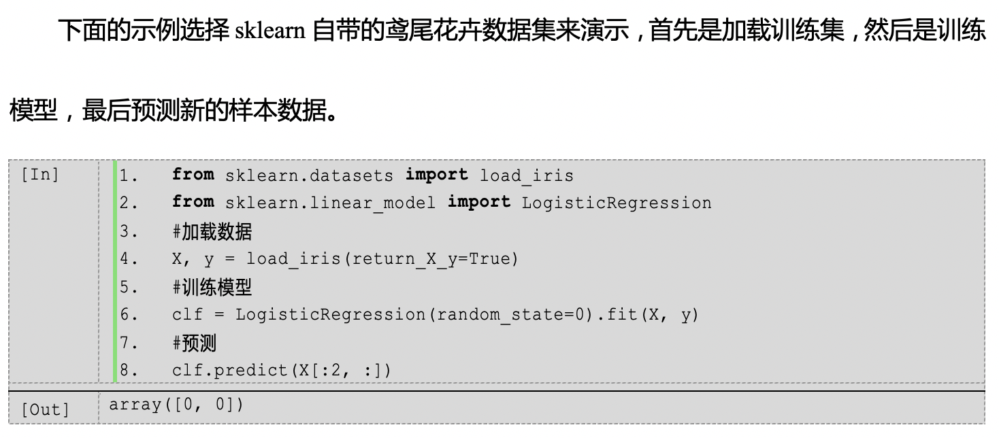 下面的示例选择 sklearn 自带的鸢尾花卉数据集来演示，首先是加载训练集，然后是训练
模型，最后预测新的样本数据。
[In]
1. from sklearn.datasets import load_iris
2. from sklearn.linear_model import LogisticRegression
3. #加载数据
4. X, y = load_iris(return_X_y=True)
5. #训练模型
6. clf = LogisticRegression(random_state=0).fit(X, y)
7. #预测
8. clf.predict(X[:2, :])
[Out] array([0, 0])